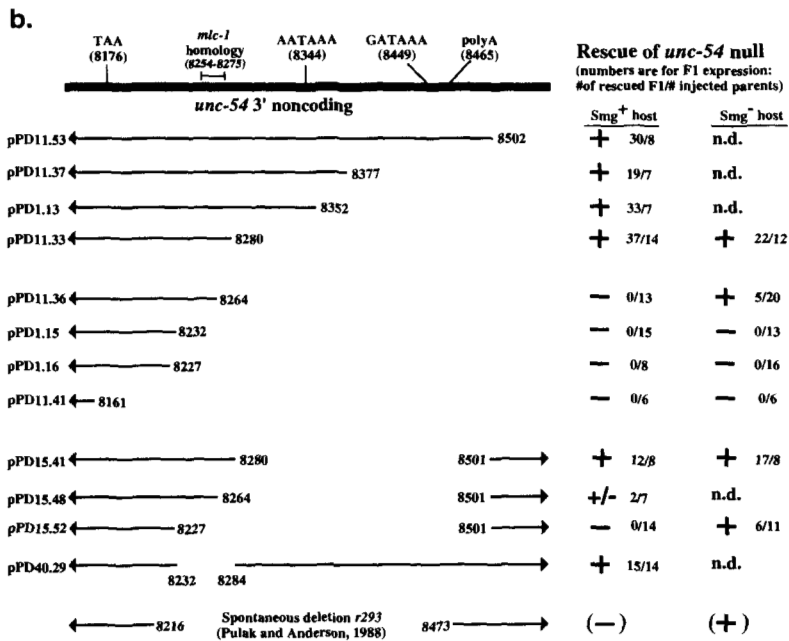 b.
TAA (8176)
mlc-1 homology (8254-8275)
AATAAA (8344)
GATAAA (8449)
polyA (8465)
unc-54 3' noncoding
Rescue of unc-54 null
(numbers are for F1 expression:
#of rescued F1/# injected parents)
Smg+ host Smg- host
pPD11.53 8502 + 30/8 n.d.
pPD11.37 8377 + 19/7 n.d.
pPD1.13 8352 + 33/7 n.d.
pPD11.33 8280 + 37/14 + 22/12
pPD11.36 8264 − 0/13 + 5/20
pPD1.15 8232 − 0/15 − 0/13
pPD1.16 8227 − 0/8 − 0/16
pPD11.41 8161 − 0/6 − 0/6
pPD15.41 8280 8501 + 12/8 + 17/8
pPD15.48 8264 8501 +/- 2/7 n.d.
pPD15.52 8227 8501 − 0/14 + 6/11
pPD40.29 8232 8284 + 15/14 n.d.
8216 Spontaneous deletion r293 8473 (−) (+)
(Pulak and Anderson, 1988)